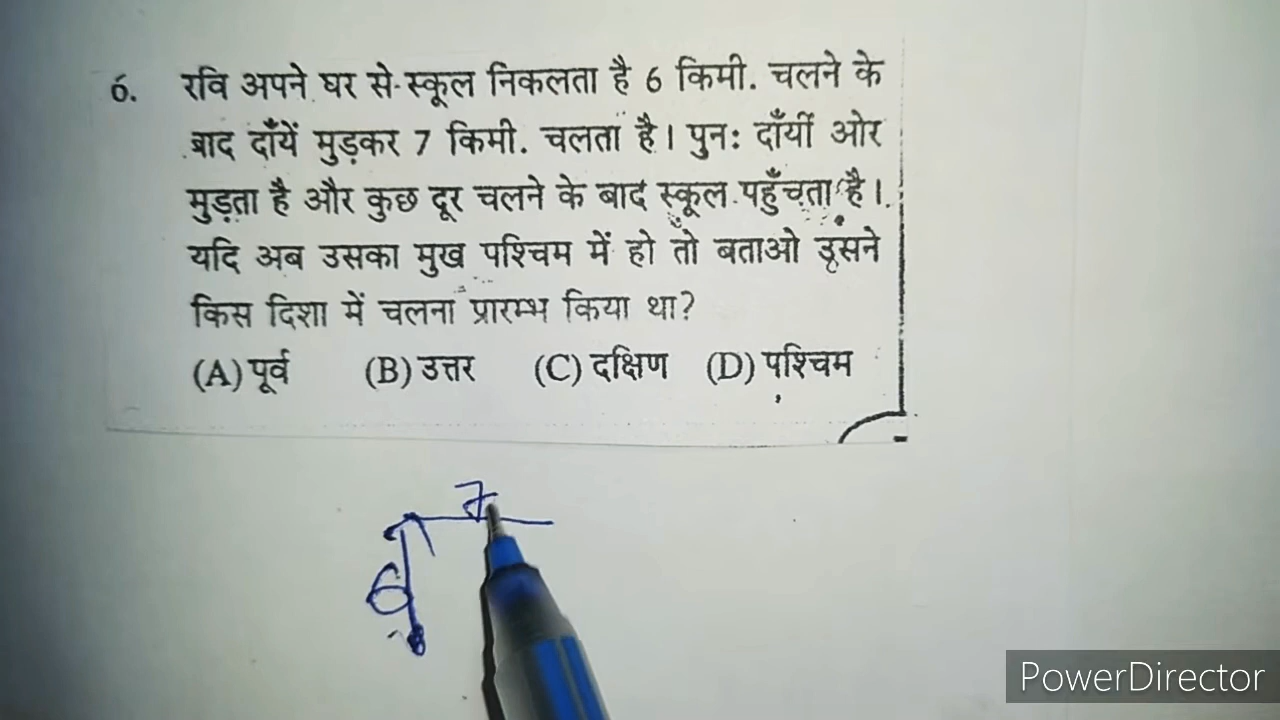 6. रवि अपने घर से स्कूल निकलता है 6 किमी. चलने के
बाद दाँयें मुड़कर 7 किमी. चलता है। पुनः दाँयीं ओर
मुड़ता है और कुछ दूर चलने के बाद स्कूल पहुँचता है।
यदि अब उसका मुख पश्चिम में हो तो बताओ उसने
किस दिशा में चलना प्रारम्भ किया था?
(A) पूर्व (B) उत्तर (C) दक्षिण (D) पश्चिम
7
6
PowerDirector